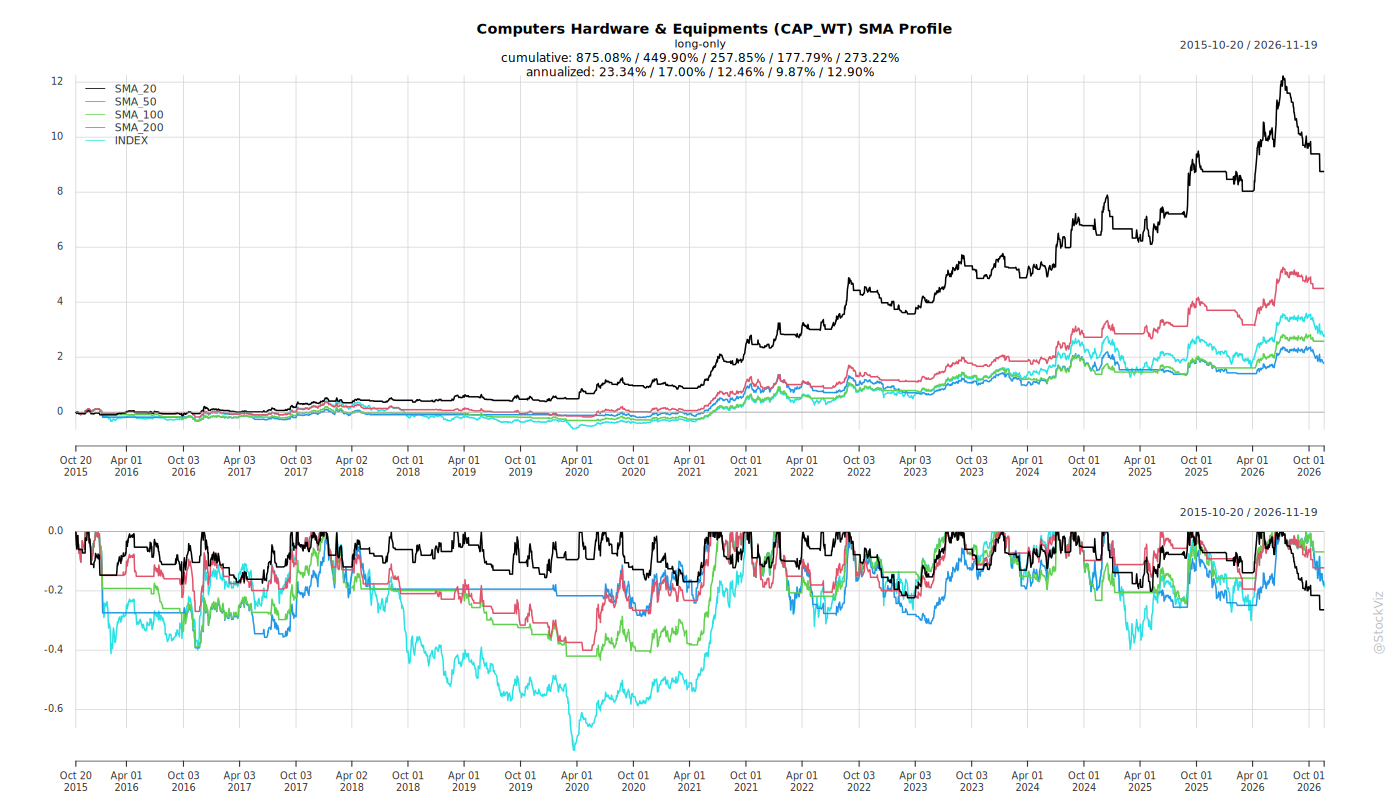 Computers Hardware & Equipments (CAP_WT) SMA Profile
long-only
2015-10-20 / 2026-11-19
cumulative: 875.08% / 449.90% / 257.85% / 177.79% / 273.22%
annualized: 23.34% / 17.00% / 12.46% / 9.87% / 12.90%
SMA_20
SMA_50
SMA_100
SMA_200
INDEX
12
10
8
6
4
2
0
Oct 20 Apr 01 Oct 03 Apr 03 Oct 03 Apr 02 Oct 01 Apr 01 Oct 01 Apr 01 Oct 01 Apr 01 Oct 01 Apr 01 Oct 03 Apr 03 Oct 03 Apr 01 Oct 01 Apr 01 Oct 01 Apr 01 Oct 01
2015 2016 2016 2017 2017 2018 2018 2019 2019 2020 2020 2021 2021 2022 2022 2023 2023 2024 2024 2025 2025 2026 2026
2015-10-20 / 2026-11-19
0.0
-0.2
-0.4
-0.6
Oct 20 Apr 01 Oct 03 Apr 03 Oct 03 Apr 02 Oct 01 Apr 01 Oct 01 Apr 01 Oct 01 Apr 01 Oct 01 Apr 01 Oct 03 Apr 03 Oct 03 Apr 01 Oct 01 Apr 01 Oct 01 Apr 01 Oct 01
2015 2016 2016 2017 2017 2018 2018 2019 2019 2020 2020 2021 2021 2022 2022 2023 2023 2024 2024 2025 2025 2026 2026
@StockViz